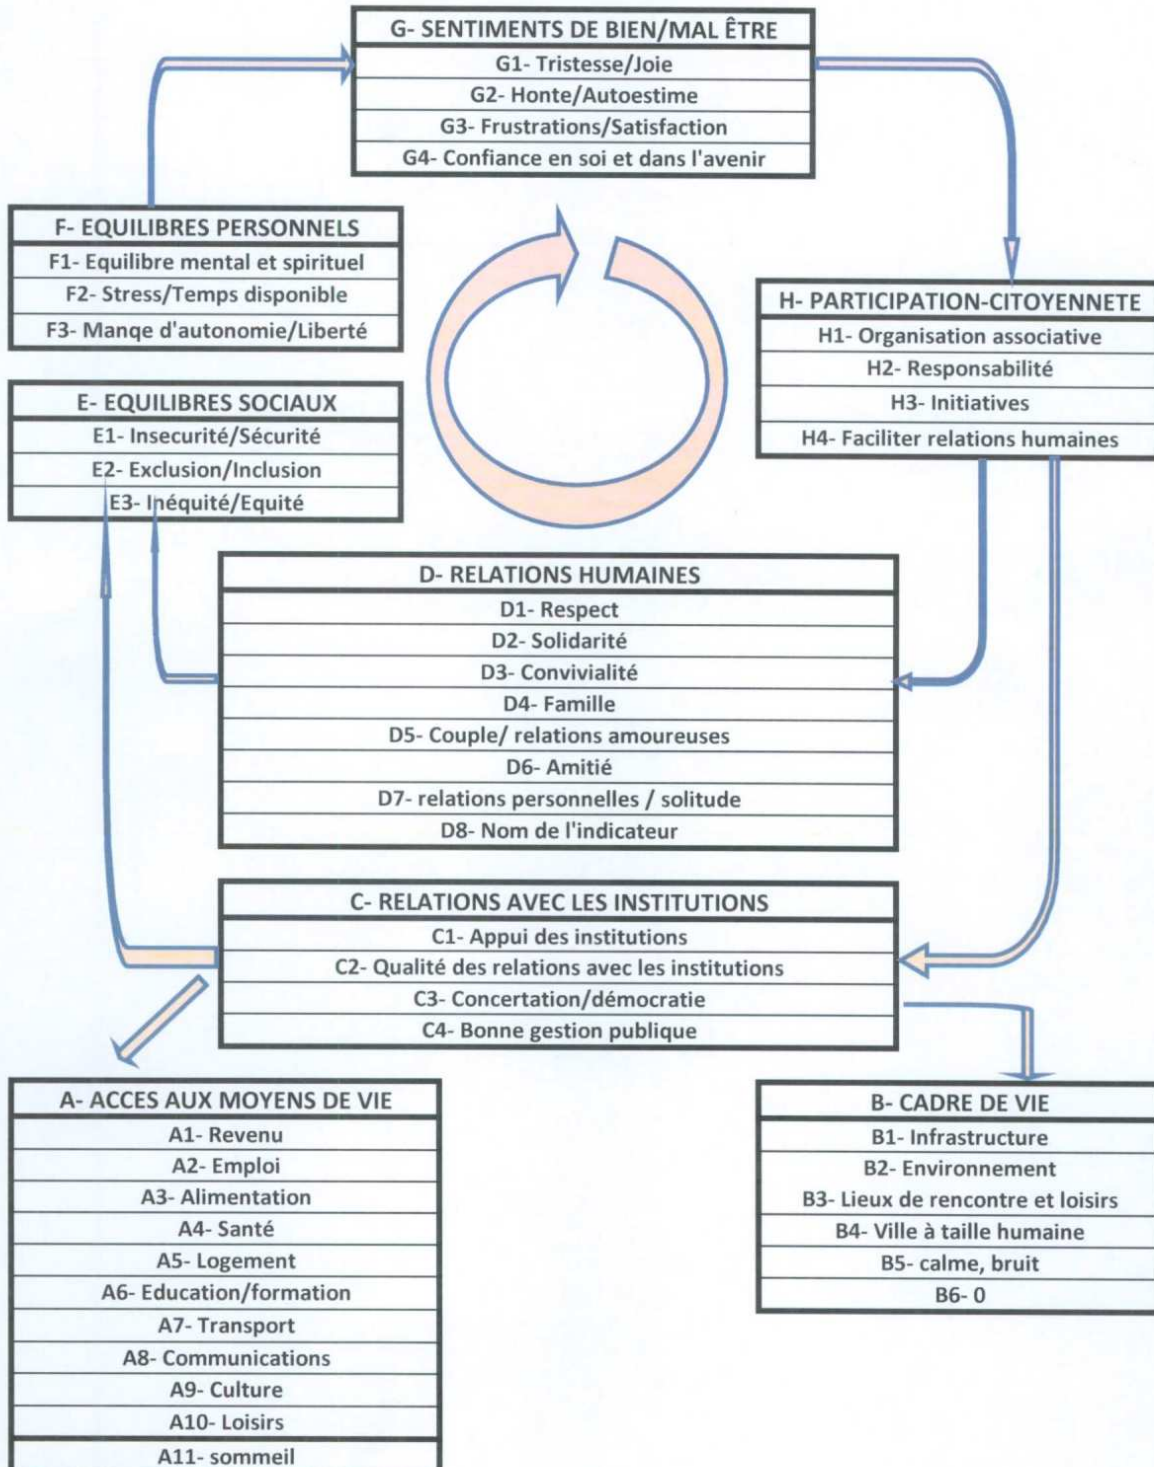 G- SENTIMENTS DE BIEN/MAL ÊTRE
G1- Tristesse/Joie
G2- Honte/Autoestime
G3- Frustrations/Satisfaction
G4- Confiance en soi et dans l'avenir
F- EQUILIBRES PERSONNELS
F1- Equilibre mental et spirituel
F2- Stress/Temps disponible
F3- Manqe d'autonomie/Liberté
H- PARTICIPATION-CITOYENNETE
H1- Organisation associative
H2- Responsabilité
H3- Initiatives
H4- Faciliter relations humaines
E- EQUILIBRES SOCIAUX
E1- Insecurité/Sécurité
E2- Exclusion/Inclusion
E3- Inéquité/Equité
D- RELATIONS HUMAINES
D1- Respect
D2- Solidarité
D3- Convivialité
D4- Famille
D5- Couple/ relations amoureuses
D6- Amitié
D7- relations personnelles / solitude
D8- Nom de l'indicateur
C- RELATIONS AVEC LES INSTITUTIONS
C1- Appui des institutions
C2- Qualité des relations avec les institutions
C3- Concertation/démocratie
C4- Bonne gestion publique
A- ACCES AUX MOYENS DE VIE
A1- Revenu
A2- Emploi
A3- Alimentation
A4- Santé
A5- Logement
A6- Education/formation
A7- Transport
A8- Communications
A9- Culture
A10- Loisirs
A11- sommeil
B- CADRE DE VIE
B1- Infrastructure
B2- Environnement
B3- Lieux de rencontre et loisirs
B4- Ville à taille humaine
B5- calme, bruit
B6- 0